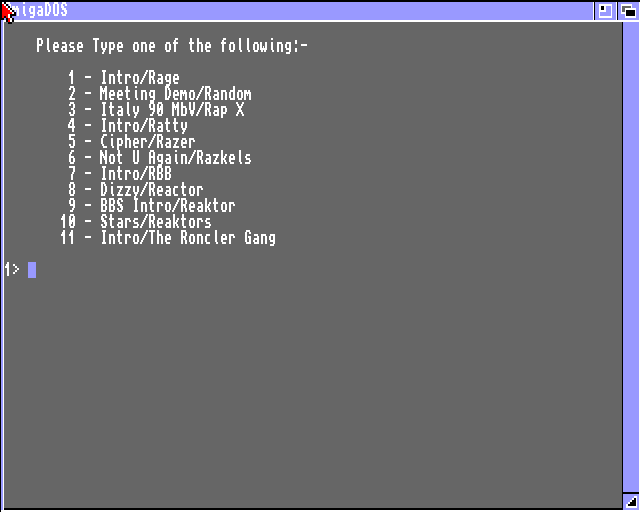 migaDOS
Please Type one of the following:-
1 - Intro/Rage
2 - Meeting Demo/Random
3 - Italy 90 MbV/Rap X
4 - Intro/Ratty
5 - Cipher/Razer
6 - Not U Again/Razkels
7 - Intro/RBB
8 - Dizzy/Reactor
9 - BBS Intro/Reaktor
10 - Stars/Reaktors
11 - Intro/The Roncler Gang
1>